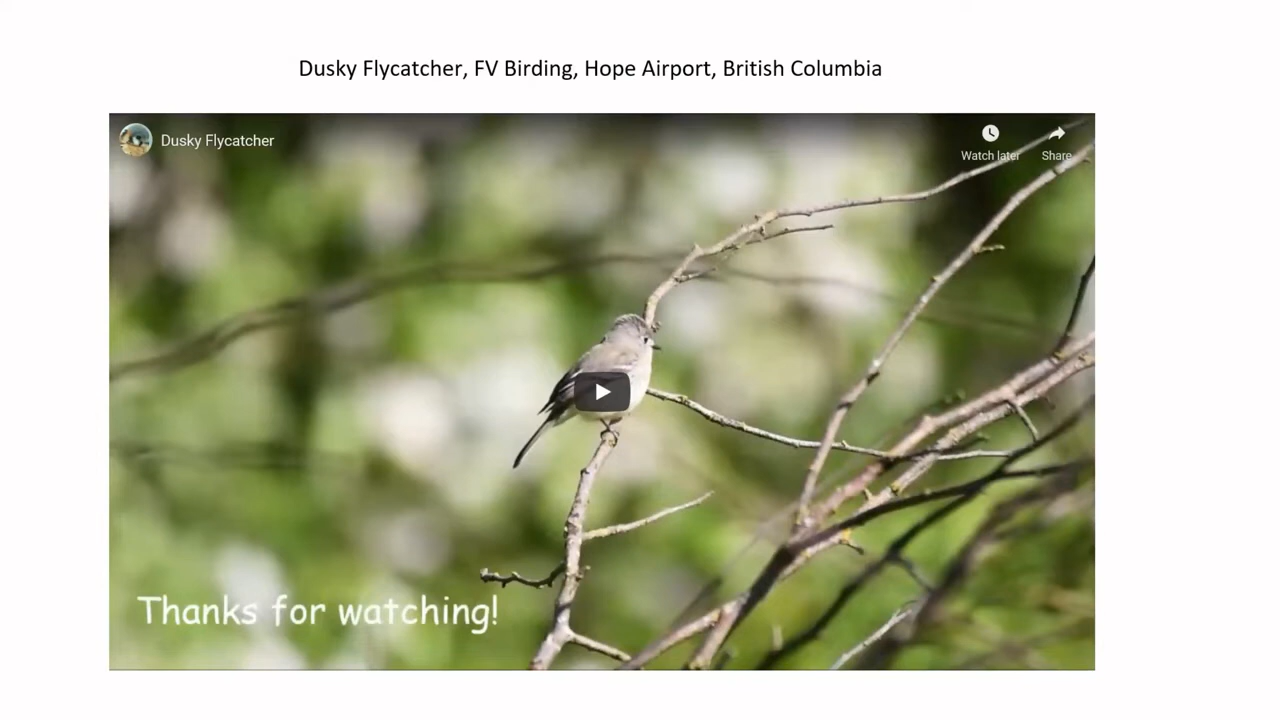 Dusky Flycatcher, FV Birding, Hope Airport, British Columbia
Dusky Flycatcher
Watch later
Share
Thanks for watching!